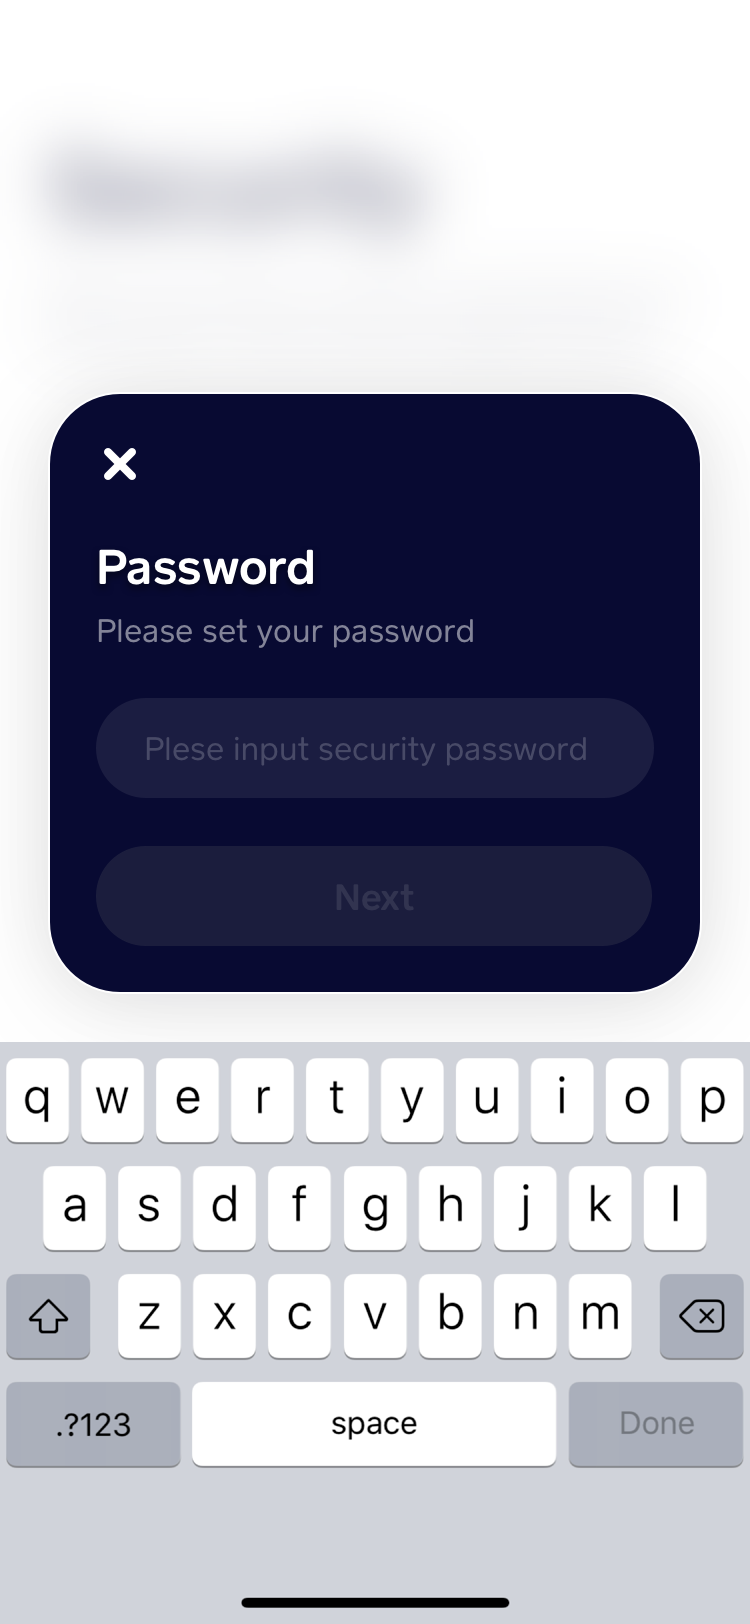 Password
Please set your password
Plese input security password
Next
q w e r t y u i o p
a s d f g h j k l
z x c v b n m
.?123 space Done